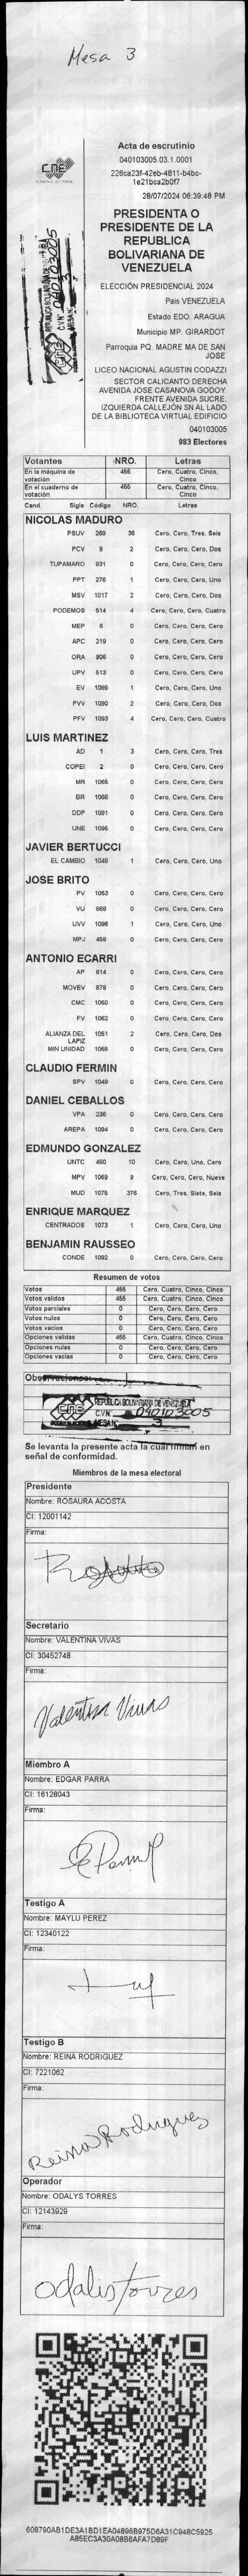 Mesa 3
Acta de escrutinio
040103005.03.1.0001
226ca23f-42eb-4811-b4bc-
1e21bca2b0f7
28/07/2024 06:39:48 PM
CNE
PRESIDENTA O
PRESIDENTE DE LA
REPUBLICA
BOLIVARIANA DE
VENEZUELA
ELECCIÓN PRESIDENCIAL 2024
Pais VENEZUELA
Estado EDO. ARAGUA
Municipio MP. GIRARDOT
Parroquia PQ. MADRE MA DE SAN
JOSE
LICEO NACIONAL AGUSTIN CODAZZI
SECTOR CALICANTO DERECHA
AVENIDA JOSE CASANOVA GODOY.
FRENTE AVENIDA SUCRE.
IZQUIERDA CALLEJÓN SN AL LADO
DE LA BIBLIOTECA VIRTUAL EDIFICIO
040103005
983 Electores
Votantes NRO. Letras
En la máquina de votación 455 Cero, Cuatro, Cinco, Cinco
En el cuaderno de votación 455 Cero, Cuatro, Cinco, Cinco
Cand. Sigla Código NRO. Letras
NICOLAS MADURO
PSUV 269 36 Cero, Cero, Tres, Seis
PCV 9 2 Cero, Cero, Cero, Dos
TUPAMARO 931 0 Cero, Cero, Cero, Cero
PPT 276 1 Cero, Cero, Cero, Uno
MSV 1017 2 Cero, Cero, Cero, Dos
PODEMOS 514 4 Cero, Cero, Cero, Cuatro
MEP 6 0 Cero, Cero, Cero, Cero
APC 219 0 Cero, Cero, Cero, Cero
ORA 906 0 Cero, Cero, Cero, Cero
UPV 513 0 Cero, Cero, Cero, Cero
EV 1089 1 Cero, Cero, Cero, Uno
PVV 1090 2 Cero, Cero, Cero, Dos
PFV 1093 4 Cero, Cero, Cero, Cuatro
LUIS MARTINEZ
AD 1 3 Cero, Cero, Cero, Tres
COPEI 2 0 Cero, Cero, Cero, Cero
MR 1065 0 Cero, Cero, Cero, Cero
BR 1066 0 Cero, Cero, Cero, Cero
DDP 1091 0 Cero, Cero, Cero, Cero
UNE 1095 0 Cero, Cero, Cero, Cero
JAVIER BERTUCCI
EL CAMBIO 1048 1 Cero, Cero, Cero, Uno
JOSE BRITO
PV 1053 0 Cero, Cero, Cero, Cero
VU 868 0 Cero, Cero, Cero, Cero
UVV 1096 1 Cero, Cero, Cero, Uno
MPJ 458 0 Cero, Cero, Cero, Cero
ANTONIO ECARRI
AP 814 0 Cero, Cero, Cero, Cero
MOVEV 878 0 Cero, Cero, Cero, Cero
CMC 1050 0 Cero, Cero, Cero, Cero
FV 1062 0 Cero, Cero, Cero, Cero
ALIANZA DEL LAPIZ 1051 2 Cero, Cero, Cero, Dos
MIN UNIDAD 1068 0 Cero, Cero, Cero, Cero
CLAUDIO FERMIN
SPV 1049 0 Cero, Cero, Cero, Cero
DANIEL CEBALLOS
VPA 236 0 Cero, Cero, Cero, Cero
AREPA 1094 0 Cero, Cero, Cero, Cero
EDMUNDO GONZALEZ
UNTC 460 10 Cero, Cero, Uno, Cero
MPV 1069 9 Cero, Cero, Cero, Nueve
MUD 1075 376 Cero, Tres, Siete, Seis
ENRIQUE MARQUEZ
CENTRADOS 1073 1 Cero, Cero, Cero, Uno
BENJAMIN RAUSSEO
CONDE 1092 0 Cero, Cero, Cero, Cero
Resumen de votos
Votos 455 Cero, Cuatro, Cinco, Cinco
Votos validos 455 Cero, Cuatro, Cinco, Cinco
Votos parciales 0 Cero, Cero, Cero, Cero
Votos nulos 0 Cero, Cero, Cero, Cero
Votos vacios 0 Cero, Cero, Cero, Cero
Opciones validas 455 Cero, Cuatro, Cinco, Cinco
Opciones nulas 0 Cero, Cero, Cero, Cero
Opciones vacias 0 Cero, Cero, Cero, Cero
Observaciones:
CNE REPÚBLICA BOLIVARIANA DE VENEZUELA
C.V.N° 040103005
MESA N° 3
Se levanta la presente acta la cual firman en
señal de conformidad.
Miembros de la mesa electoral
Presidente
Nombre: ROSAURA ACOSTA
CI: 12001142
Firma:
Secretario
Nombre: VALENTINA VIVAS
CI: 30452748
Firma:
Valentina Vivas
Miembro A
Nombre: EDGAR PARRA
CI: 16128043
Firma:
Testigo A
Nombre: MAYLU PEREZ
CI: 12340122
Firma:
Testigo B
Nombre: REINA RODRIGUEZ
CI: 7221062
Firma:
Reina Rodriguez
Operador
Nombre: ODALYS TORRES
CI: 12143929
Firma:
Odalis Torres
608790AB1DE3A1BD1EA04896B975D6A31C948C5925
A85EC3A30A08B6AFA7D89F